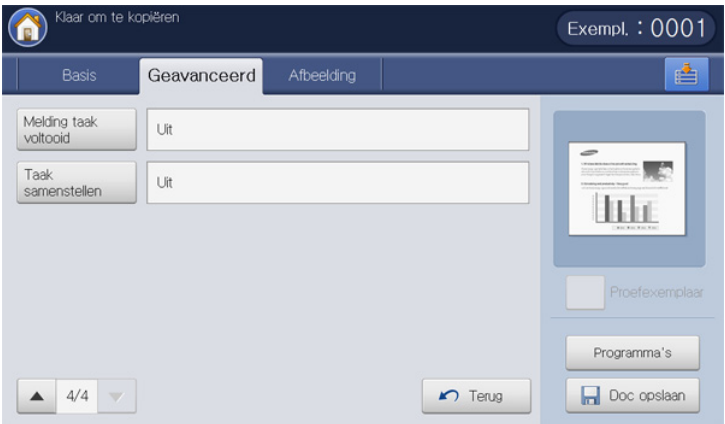 Klaar om te kopiëren
Exempl. : 0001
Basis
Geavanceerd
Afbeelding
Melding taak
voltooid
Uit
Taak
samenstellen
Uit
Proefexemplaar
Programma's
4/4
Terug
Doc opslaan